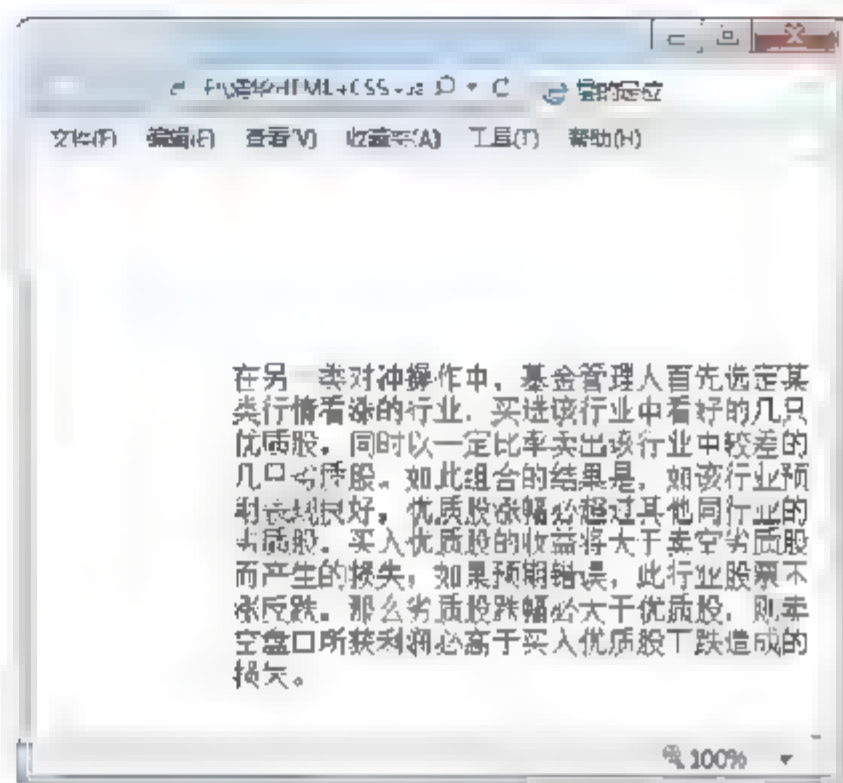 层的定位
文件(F) 编辑(E) 查看(V) 收藏夹(A) 工具(T) 帮助(H)
在另一类对冲操作中，基金管理人首先选定某
类行情看涨的行业，买进该行业中看好的几只
优质股，同时以一定比率卖出该行业中较差的
几只劣质股。如此组合的结果是，如该行业预
期表现良好，优质股涨幅必超过其他同行业的
劣质股，买入优质股的收益将大于卖空劣质股
而产生的损失；如果预期错误，此行业股票不
涨反跌，那么劣质股跌幅必大于优质股，则卖
空盘口所获利润必高于买入优质股下跌造成的
损失。
100%